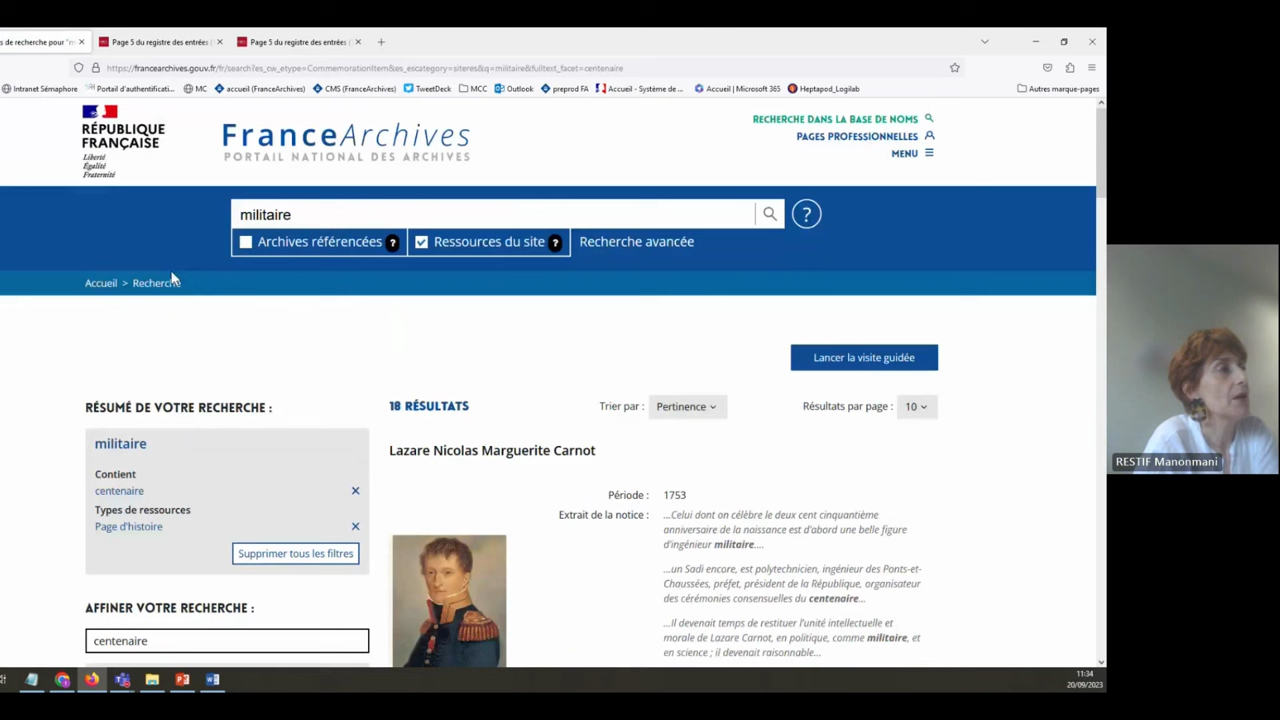 s de recherche pour "m
Page 5 du registre des entrées (
Page 5 du registre des entrées (
https://francearchives.gouv.fr/fr/search?es_cw_etype=CommemorationItem&es_escategory=siteres&q=militaire&fulltext_facet=centenaire
Intranet Sémaphore
Portail d'authentificati...
MC
accueil (FranceArchives)
CMS (FranceArchives)
TweetDeck
MCC
Outlook
preprod FA
Accueil - Système de ...
Accueil | Microsoft 365
Heptapod_Logilab
Autres marque-pages
RÉPUBLIQUE
FRANÇAISE
Liberté
Égalité
Fraternité
FranceArchives
PORTAIL NATIONAL DES ARCHIVES
RECHERCHE DANS LA BASE DE NOMS
PAGES PROFESSIONNELLES
MENU
militaire
?
Archives référencées ?
Ressources du site ?
Recherche avancée
Accueil > Recherche
Lancer la visite guidée
RÉSUMÉ DE VOTRE RECHERCHE :
militaire
Contient
centenaire
Types de ressources
Page d'histoire
Supprimer tous les filtres
AFFINER VOTRE RECHERCHE :
centenaire
18 RÉSULTATS
Trier par : Pertinence
Résultats par page : 10
Lazare Nicolas Marguerite Carnot
Période : 1753
Extrait de la notice : ...Celui dont on célèbre le deux cent cinquantième
anniversaire de la naissance est d'abord une belle figure
d'ingénieur militaire....
...un Sadi encore, est polytechnicien, ingénieur des Ponts-et-
Chaussées, préfet, président de la République, organisateur
des cérémonies consensuelles du centenaire...
...Il devenait temps de restituer l'unité intellectuelle et
morale de Lazare Carnot, en politique, comme militaire, et
en science ; il devenait raisonnable...
RESTIF Manonmani
11:34
20/09/2023